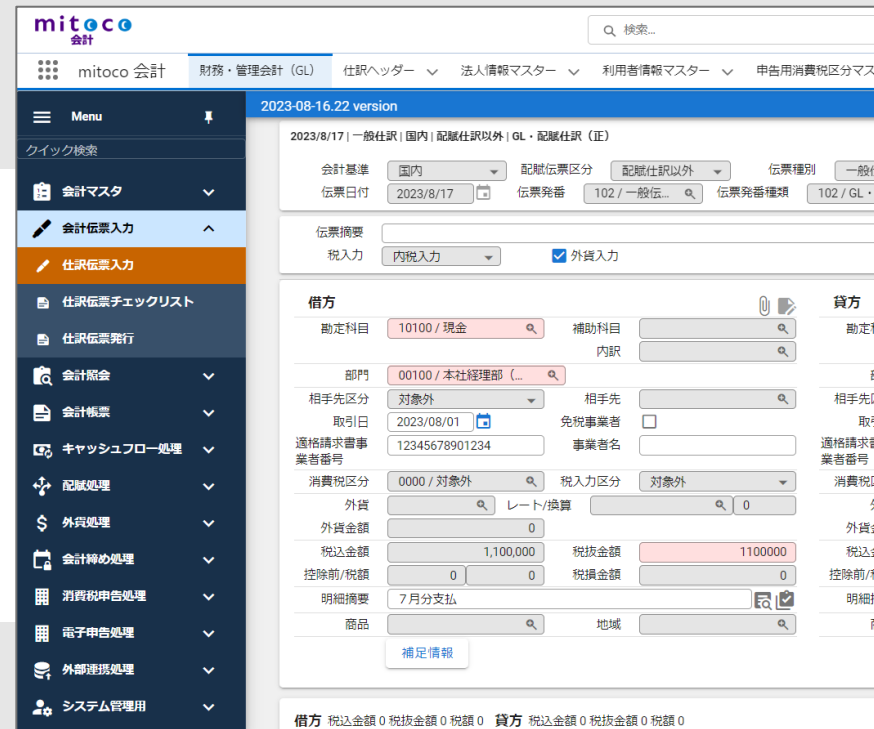 mitoco
会計
検索...
mitoco 会計 財務・管理会計（GL） 仕訳ヘッダー 法人情報マスター 利用者情報マスター 申告用消費税区分マス
Menu
クイック検索
会計マスタ
会計伝票入力
仕訳伝票入力
仕訳伝票チェックリスト
仕訳伝票発行
会計照会
会計帳票
キャッシュフロー処理
配賦処理
外貨処理
会計締め処理
消費税申告処理
電子申告処理
外部連携処理
システム管理用
2023-08-16.22 version
2023/8/17 | 一般仕訳 | 国内 | 配賦仕訳以外 | GL・配賦仕訳（正）
会計基準 国内 配賦伝票区分 配賦仕訳以外 伝票種別
伝票日付 2023/8/17 伝票発番 102 / 一般伝... 伝票発番種類 102 / GL・
伝票摘要
税入力 内税入力 外貨入力
借方 貸方
勘定科目 10100 / 現金 補助科目
内訳
部門 00100 / 本社経理部（...
相手先区分 対象外 相手先
取引日 2023/08/01 免税事業者
適格請求書事
業者番号
12345678901234 事業者名
消費税区分 0000 / 対象外 税入力区分 対象外
外貨 レート/換算 0
外貨金額 0
税込金額 1,100,000 税抜金額 1100000
控除前/税額 0 0 税損金額 0
明細摘要 7月分支払
商品 地域
補足情報
借方 税込金額 0 税抜金額 0 税額 0 貸方 税込金額 0 税抜金額 0 税額 0